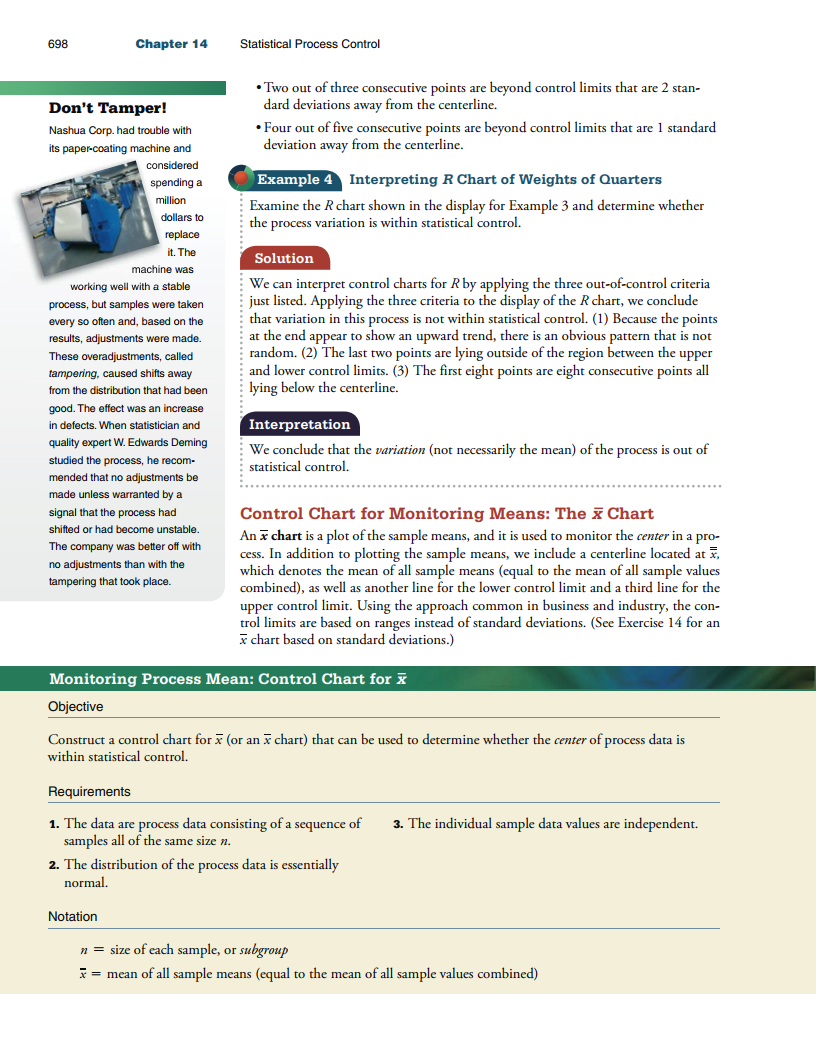 698 Chapter 14 Statistical Process Control
Don't Tamper!
Nashua Corp. had trouble with
its paper-coating machine and
considered
spending a
million
dollars to
replace
it. The
machine was
working well with a stable
process, but samples were taken
every so often and, based on the
results, adjustments were made.
These overadjustments, called
tampering, caused shifts away
from the distribution that had been
good. The effect was an increase
in defects. When statistician and
quality expert W. Edwards Deming
studied the process, he recom-
mended that no adjustments be
made unless warranted by a
signal that the process had
shifted or had become unstable.
The company was better off with
no adjustments than with the
tampering that took place.
• Two out of three consecutive points are beyond control limits that are 2 stan-
dard deviations away from the centerline.
• Four out of five consecutive points are beyond control limits that are 1 standard
deviation away from the centerline.
Example 4 Interpreting R Chart of Weights of Quarters
Examine the R chart shown in the display for Example 3 and determine whether
the process variation is within statistical control.
Solution
We can interpret control charts for R by applying the three out-of-control criteria
just listed. Applying the three criteria to the display of the R chart, we conclude
that variation in this process is not within statistical control. (1) Because the points
at the end appear to show an upward trend, there is an obvious pattern that is not
random. (2) The last two points are lying outside of the region between the upper
and lower control limits. (3) The first eight points are eight consecutive points all
lying below the centerline.
Interpretation
We conclude that the variation (not necessarily the mean) of the process is out of
statistical control.
Control Chart for Monitoring Means: The x̄ Chart
An x̄ chart is a plot of the sample means, and it is used to monitor the center in a pro-
cess. In addition to plotting the sample means, we include a centerline located at x̿,
which denotes the mean of all sample means (equal to the mean of all sample values
combined), as well as another line for the lower control limit and a third line for the
upper control limit. Using the approach common in business and industry, the con-
trol limits are based on ranges instead of standard deviations. (See Exercise 14 for an
x̄ chart based on standard deviations.)
Monitoring Process Mean: Control Chart for x̄
Objective
Construct a control chart for x̄ (or an x̄ chart) that can be used to determine whether the center of process data is
within statistical control.
Requirements
1. The data are process data consisting of a sequence of
samples all of the same size n.
2. The distribution of the process data is essentially
normal.
3. The individual sample data values are independent.
Notation
n = size of each sample, or subgroup
x̿ = mean of all sample means (equal to the mean of all sample values combined)